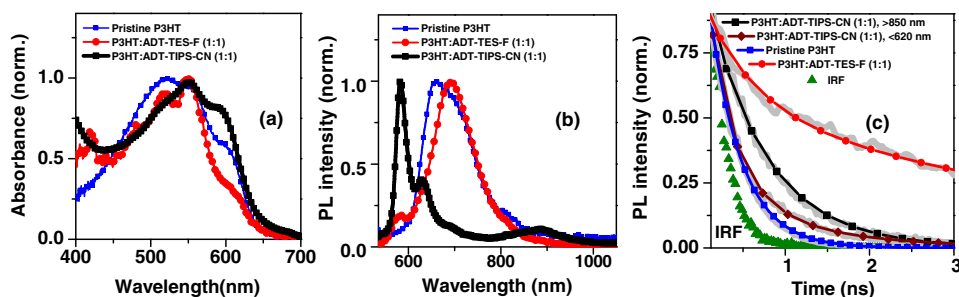 Pristine P3HT
P3HT:ADT-TES-F (1:1)
P3HT:ADT-TIPS-CN (1:1)
Absorbance (norm.)
1.0
0.5
0.0
(a)
400
500
600
700
Wavelength(nm)
Pristine P3HT
P3HT:ADT-TES-F (1:1)
P3HT:ADT-TIPS-CN (1:1)
PL intensity (norm.)
1.0
0.5
0.0
(b)
600
800
1000
Wavelength (nm)
P3HT:ADT-TIPS-CN (1:1), >850 nm
P3HT:ADT-TIPS-CN (1:1), <620 nm
Pristine P3HT
P3HT:ADT-TES-F (1:1)
IRF
PL intensity (norm.)
0.75
0.50
0.25
0.00
(c)
IRF
1
2
3
Time (ns)